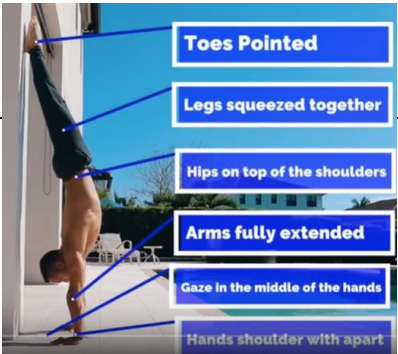 Toes Pointed
Legs squeezed together
Hips on top of the shoulders
Arms fully extended
Gaze in the middle of the hands
Hands shoulder with apart